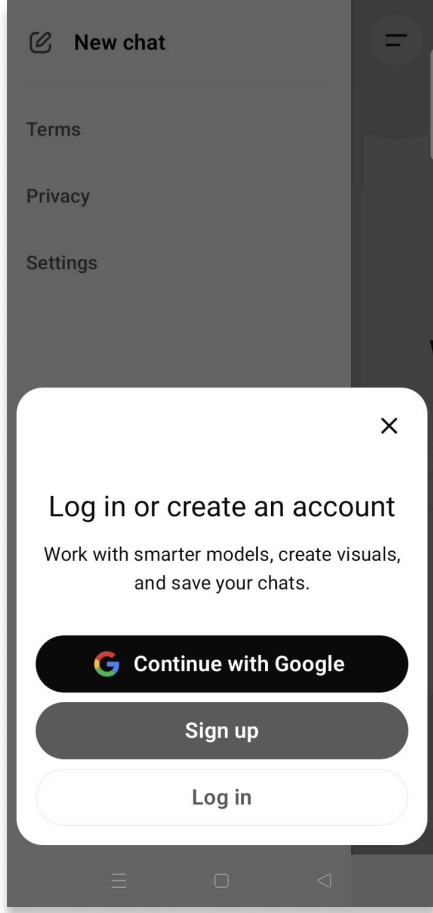 New chat
Terms
Privacy
Settings
Log in or create an account
Work with smarter models, create visuals,
and save your chats.
Continue with Google
Sign up
Log in